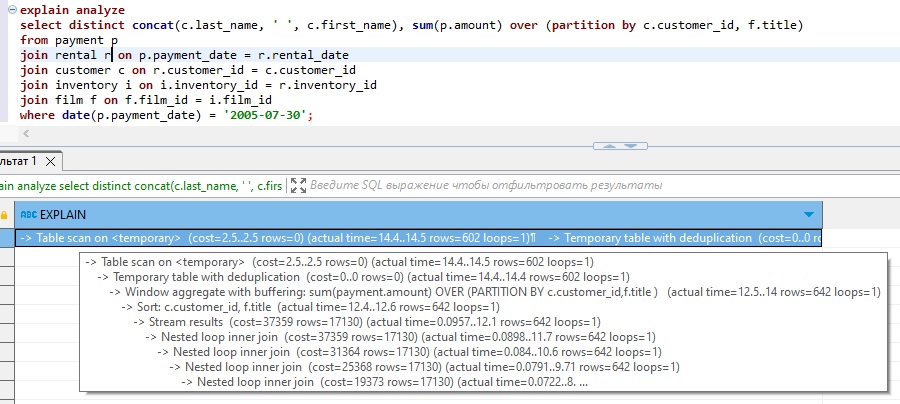 explain analyze
select distinct concat(c.last_name, ' ', c.first_name), sum(p.amount) over (partition by c.customer_id, f.title)
from payment p
join rental r on p.payment_date = r.rental_date
join customer c on r.customer_id = c.customer_id
join inventory i on i.inventory_id = r.inventory_id
join film f on f.film_id = i.film_id
where date(p.payment_date) = '2005-07-30';
льтат 1
ain analyze select distinct concat(c.last_name, ' ', c.firs Введите SQL выражение чтобы отфильтровать результаты
ABC EXPLAIN
-> Table scan on <temporary> (cost=2.5..2.5 rows=0) (actual time=14.4..14.5 rows=602 loops=1)¶ -> Temporary table with deduplication (cost=0..0 ro
-> Table scan on <temporary> (cost=2.5..2.5 rows=0) (actual time=14.4..14.5 rows=602 loops=1)
-> Temporary table with deduplication (cost=0..0 rows=0) (actual time=14.4..14.4 rows=602 loops=1)
-> Window aggregate with buffering: sum(payment.amount) OVER (PARTITION BY c.customer_id,f.title ) (actual time=12.5..14 rows=642 loops=1)
-> Sort: c.customer_id, f.title (actual time=12.4..12.6 rows=642 loops=1)
-> Stream results (cost=37359 rows=17130) (actual time=0.0957..12.1 rows=642 loops=1)
-> Nested loop inner join (cost=37359 rows=17130) (actual time=0.0898..11.7 rows=642 loops=1)
-> Nested loop inner join (cost=31364 rows=17130) (actual time=0.084..10.6 rows=642 loops=1)
-> Nested loop inner join (cost=25368 rows=17130) (actual time=0.0791..9.71 rows=642 loops=1)
-> Nested loop inner join (cost=19373 rows=17130) (actual time=0.0722..8. ...